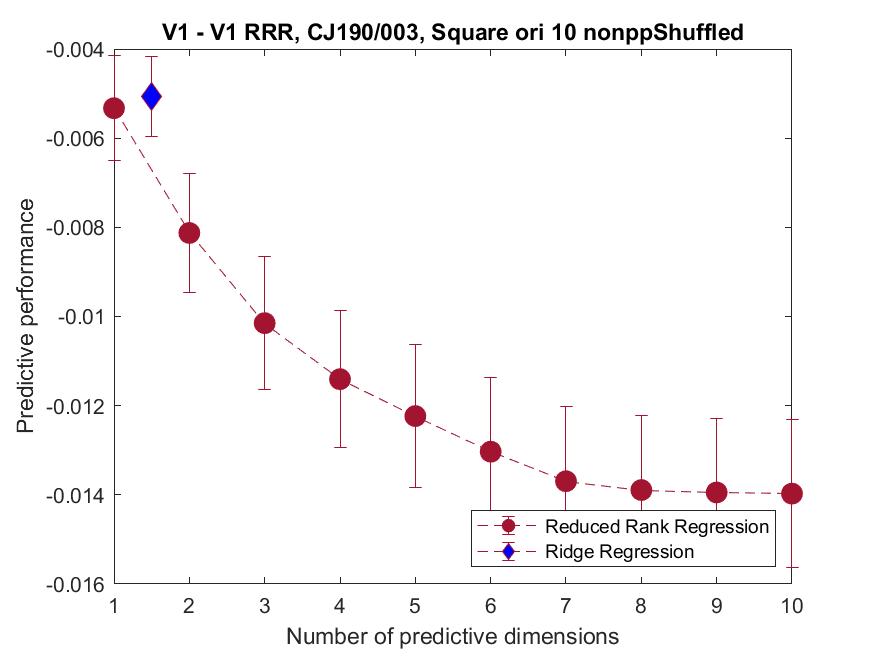 V1 - V1 RRR, CJ190/003, Square ori 10 nonppShuffled
-0.004
-0.006
-0.008
-0.01
-0.012
-0.014
-0.016
Predictive performance
Reduced Rank Regression
Ridge Regression
1 2 3 4 5 6 7 8 9 10
Number of predictive dimensions